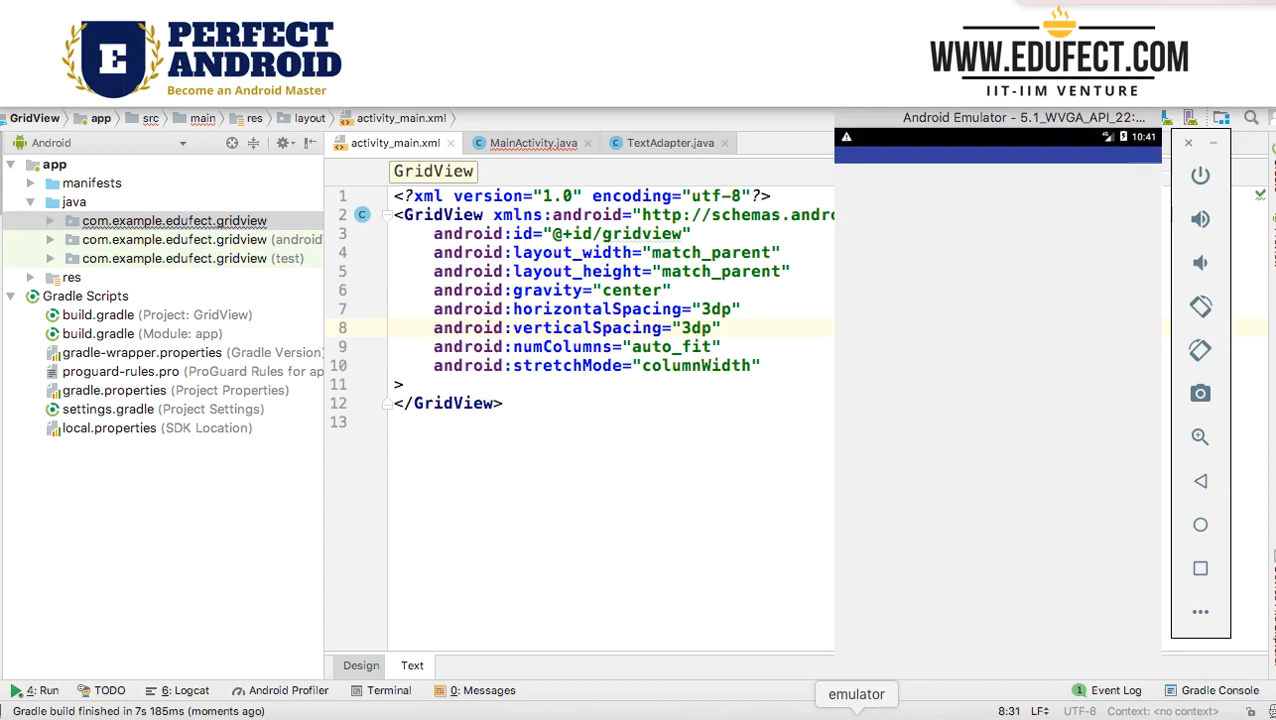 PERFECT
ANDROID
Become an Android Master
WWW.EDUFECT.COM
IIT-IIM VENTURE
GridView app src main res layout activity_main.xml
Android Emulator - 5.1_WVGA_API_22:...
Android
activity_main.xml MainActivity.java TextAdapter.java
10:41
app
manifests
java
com.example.edufect.gridview
com.example.edufect.gridview (android
com.example.edufect.gridview (test)
res
Gradle Scripts
build.gradle (Project: GridView)
build.gradle (Module: app)
gradle-wrapper.properties (Gradle Version)
proguard-rules.pro (ProGuard Rules for ap
gradle.properties (Project Properties)
settings.gradle (Project Settings)
local.properties (SDK Location)
GridView
1 <?xml version="1.0" encoding="utf-8"?>
2 <GridView xmlns:android="http://schemas.andro
3 android:id="@+id/gridview"
4 android:layout_width="match_parent"
5 android:layout_height="match_parent"
6 android:gravity="center"
7 android:horizontalSpacing="3dp"
8 android:verticalSpacing="3dp"
9 android:numColumns="auto_fit"
10 android:stretchMode="columnWidth"
11 >
12 </GridView>
13
Design Text
4: Run TODO 6: Logcat Android Profiler Terminal 0: Messages
emulator
1 Event Log Gradle Console
Gradle build finished in 7s 185ms (moments ago)
8:31 LF UTF-8 Context: <no context>